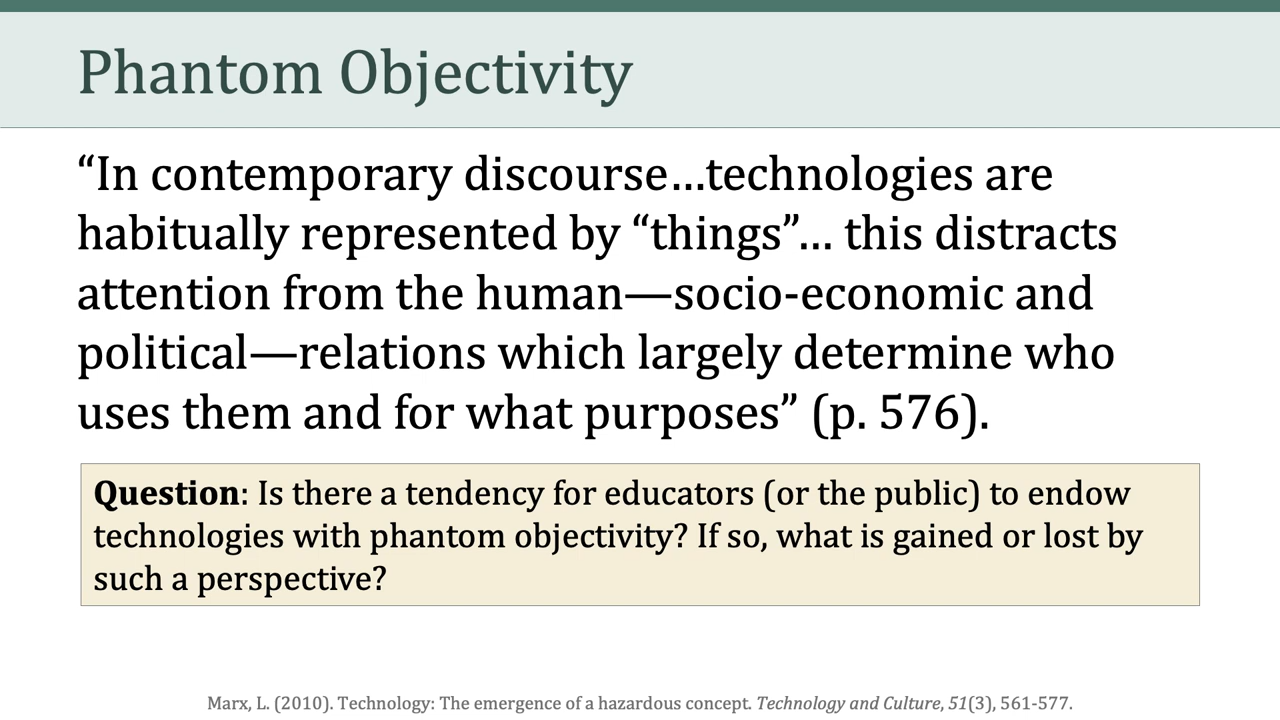 Phantom Objectivity
“In contemporary discourse…technologies are
habitually represented by “things”… this distracts
attention from the human—socio-economic and
political—relations which largely determine who
uses them and for what purposes” (p. 576).
Question: Is there a tendency for educators (or the public) to endow
technologies with phantom objectivity? If so, what is gained or lost by
such a perspective?
Marx, L. (2010). Technology: The emergence of a hazardous concept. Technology and Culture, 51(3), 561-577.